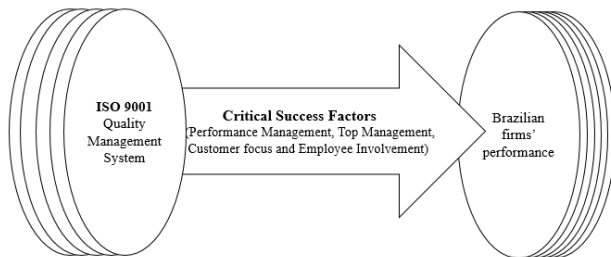 ISO 9001
Quality
Management
System
Critical Success Factors
(Performance Management, Top Management,
Customer focus and Employee Involvement)
Brazilian
firms'
performance